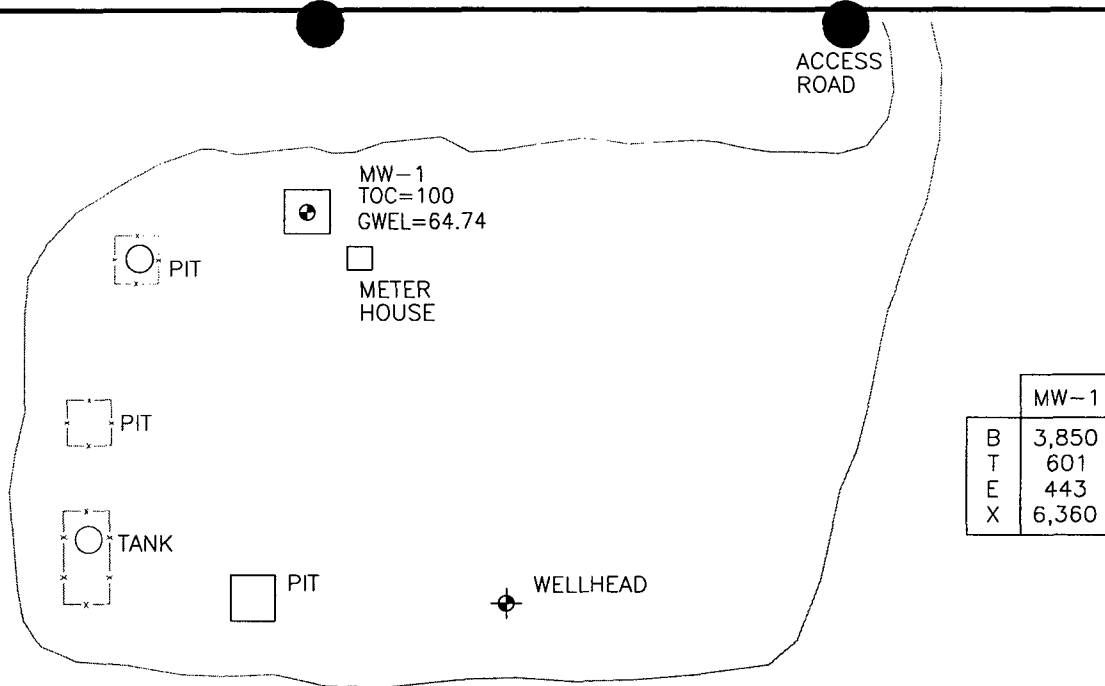 ACCESS
ROAD
MW-1
TOC=100
GWEL=64.74
PIT
METER
HOUSE
PIT
MW-1
B 3,850
T 601
E 443
X 6,360
TANK
PIT
WELLHEAD